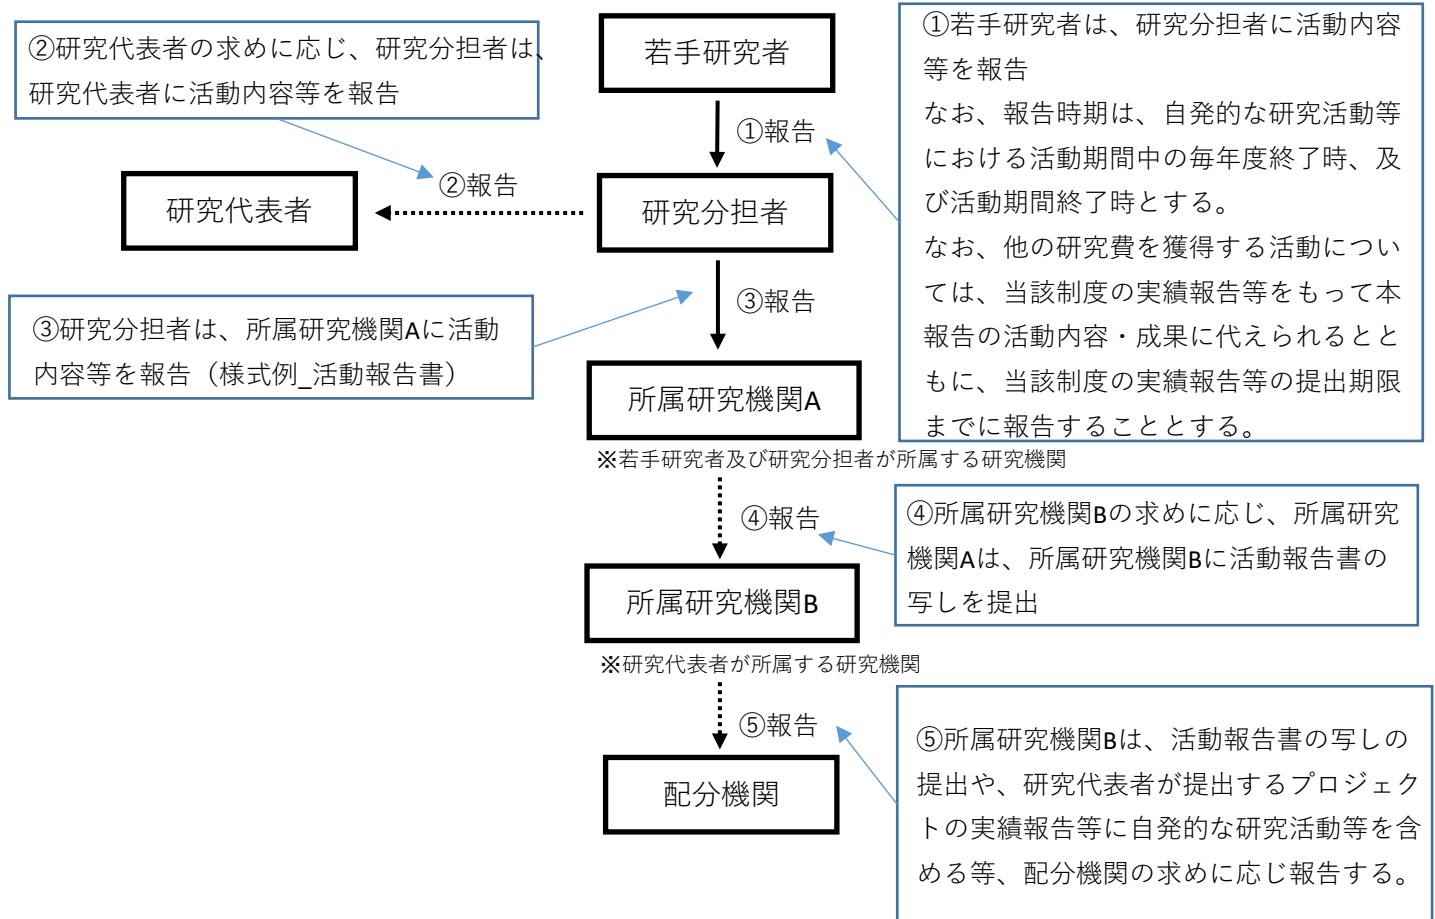 ②研究代表者の求めに応じ、研究分担者は、
研究代表者に活動内容等を報告
若手研究者
①若手研究者は、研究分担者に活動内容
等を報告
なお、報告時期は、自発的な研究活動等
における活動期間中の毎年度終了時、及
び活動期間終了時とする。
なお、他の研究費を獲得する活動につい
ては、当該制度の実績報告等をもって本
報告の活動内容・成果に代えられるとと
もに、当該制度の実績報告等の提出期限
までに報告することとする。
①報告
②報告
研究代表者
研究分担者
③報告
③研究分担者は、所属研究機関Aに活動
内容等を報告（様式例_活動報告書）
所属研究機関A
※若手研究者及び研究分担者が所属する研究機関
④報告
④所属研究機関Bの求めに応じ、所属研究
機関Aは、所属研究機関Bに活動報告書の
写しを提出
所属研究機関B
※研究代表者が所属する研究機関
⑤報告
⑤所属研究機関Bは、活動報告書の写しの
提出や、研究代表者が提出するプロジェク
トの実績報告等に自発的な研究活動等を含
める等、配分機関の求めに応じ報告する。
配分機関